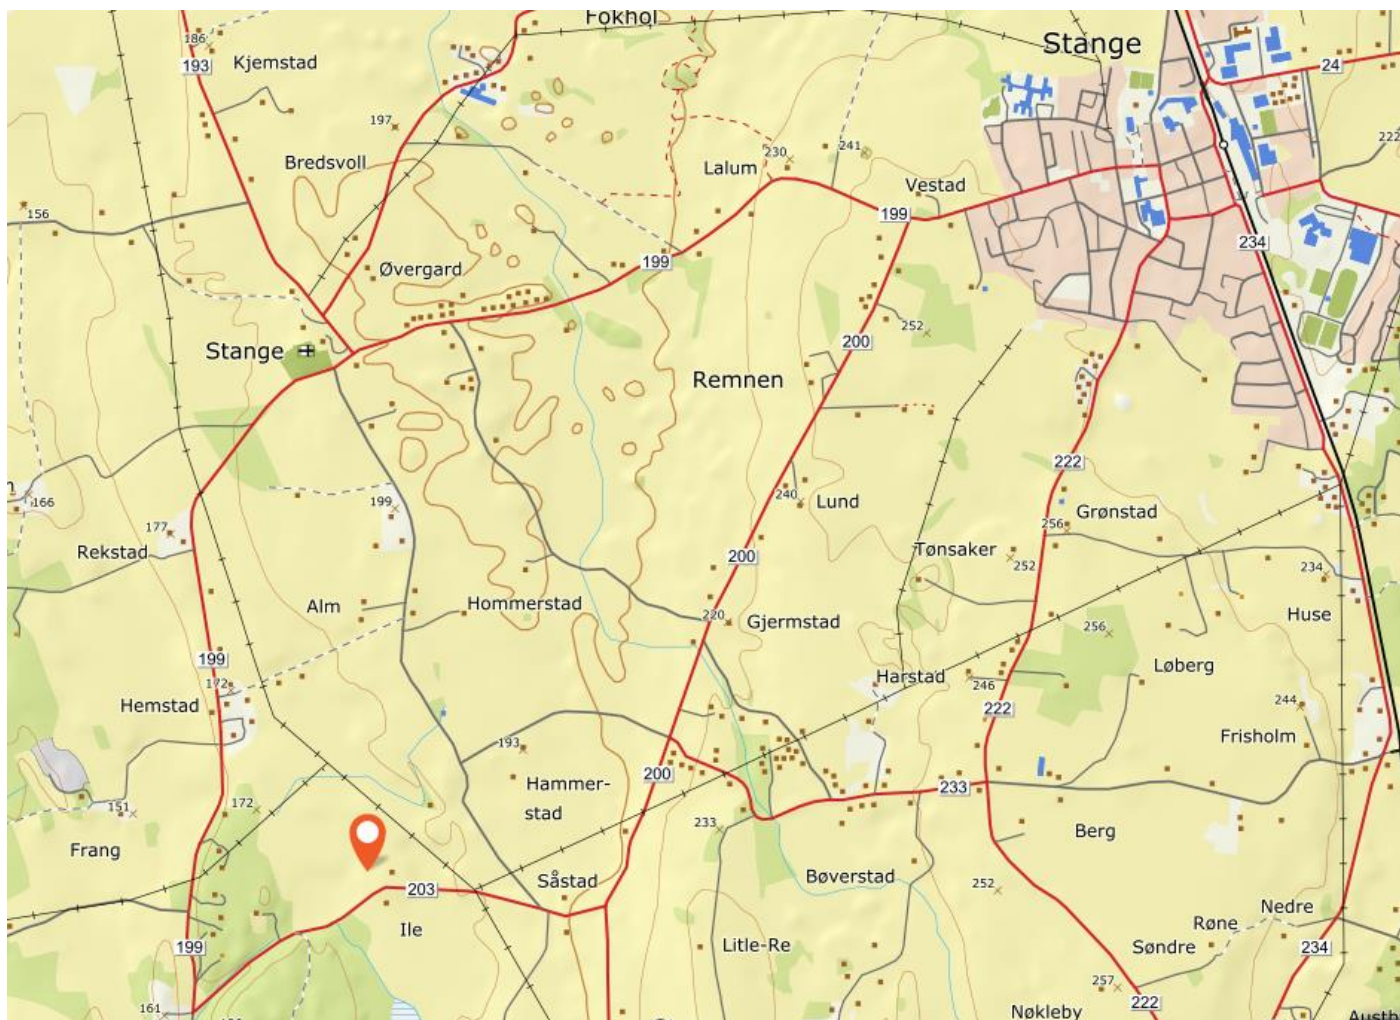 Fokhol
186
193
Kjemstad
Stange
24
197
222
Bredsvoll
Lalum
230
241
Vestad
156
199
234
199
Øvergard
252
Stange
200
Remnen
222
166
199
240
Lund
256
Grønstad
177
Rekstad
200
Tønsaker
252
234
Alm
Hommerstad
220
Gjermstad
256
Huse
199
172
Harstad
246
Løberg
Hemstad
222
244
193
Frisholm
200
Hammer-
stad
233
172
151
233
Berg
Frang
203
Såstad
Bøverstad
252
Ile
Litle-Re
Røne
Nedre
199
Søndre
234
257
161
222
Nøkleby